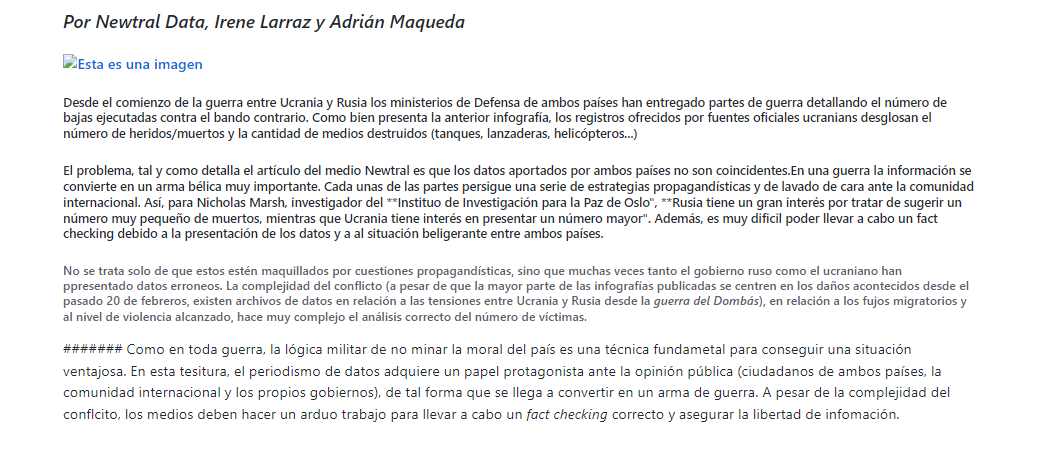 Por Newtral Data, Irene Larraz y Adrián Maqueda
Esta es una imagen
Desde el comienzo de la guerra entre Ucrania y Rusia los ministerios de Defensa de ambos países han entregado partes de guerra detallando el número de
bajas ejecutadas contra el bando contrario. Como bien presenta la anterior infografía, los registros ofrecidos por fuentes oficiales ucranians desglosan el
número de heridos/muertos y la cantidad de medios destruidos (tanques, lanzaderas, helicópteros...)
El problema, tal y como detalla el artículo del medio Newtral es que los datos aportados por ambos países no son coincidentes.En una guerra la información se
convierte en un arma bélica muy importante. Cada unas de las partes persigue una serie de estrategias propagandísticas y de lavado de cara ante la comunidad
internacional. Así, para Nicholas Marsh, investigador del **Instituo de Investigación para la Paz de Oslo", **Rusia tiene un gran interés por tratar de sugerir un
número muy pequeño de muertos, mientras que Ucrania tiene interés en presentar un número mayor". Además, es muy dificil poder llevar a cabo un fact
checking debido a la presentación de los datos y a al situación beligerante entre ambos países.
No se trata solo de que estos estén maquillados por cuestiones propagandísticas, sino que muchas veces tanto el gobierno ruso como el ucraniano han
ppresentado datos erroneos. La complejidad del conflicto (a pesar de que la mayor parte de las infografías publicadas se centren en los daños acontecidos desde el
pasado 20 de febreros, existen archivos de datos en relación a las tensiones entre Ucrania y Rusia desde la guerra del Dombás), en relación a los fujos migratorios y
al nivel de violencia alcanzado, hace muy complejo el análisis correcto del número de víctimas.
####### Como en toda guerra, la lógica militar de no minar la moral del país es una técnica fundametal para conseguir una situación
ventajosa. En esta tesitura, el periodismo de datos adquiere un papel protagonista ante la opinión pública (ciudadanos de ambos países, la
comunidad internacional y los propios gobiernos), de tal forma que se llega a convertir en un arma de guerra. A pesar de la complejidad del
conflcito, los medios deben hacer un arduo trabajo para llevar a cabo un fact checking correcto y asegurar la libertad de infomación.